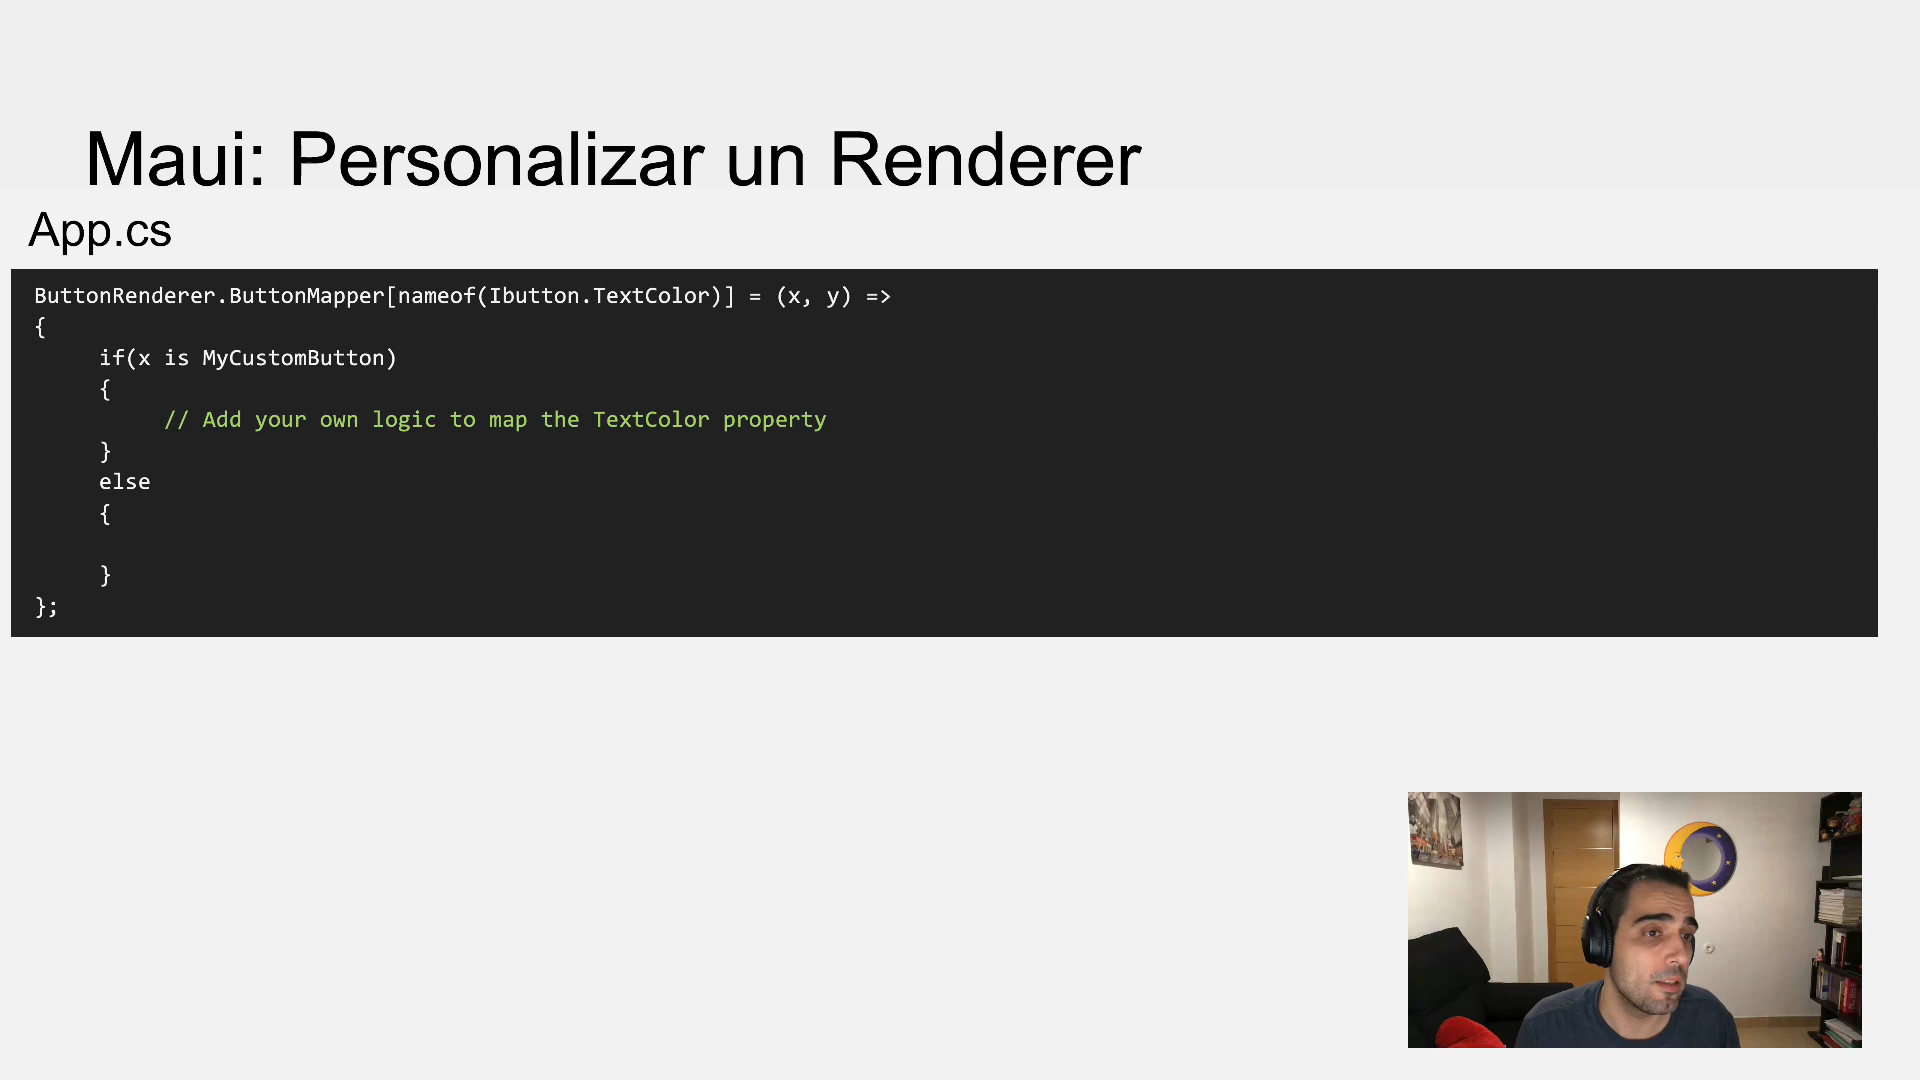 Maui: Personalizar un Renderer
App.cs
ButtonRenderer.ButtonMapper[nameof(Ibutton.TextColor)] = (x, y) =>
{
if(x is MyCustomButton)
{
// Add your own logic to map the TextColor property
}
else
{
}
};